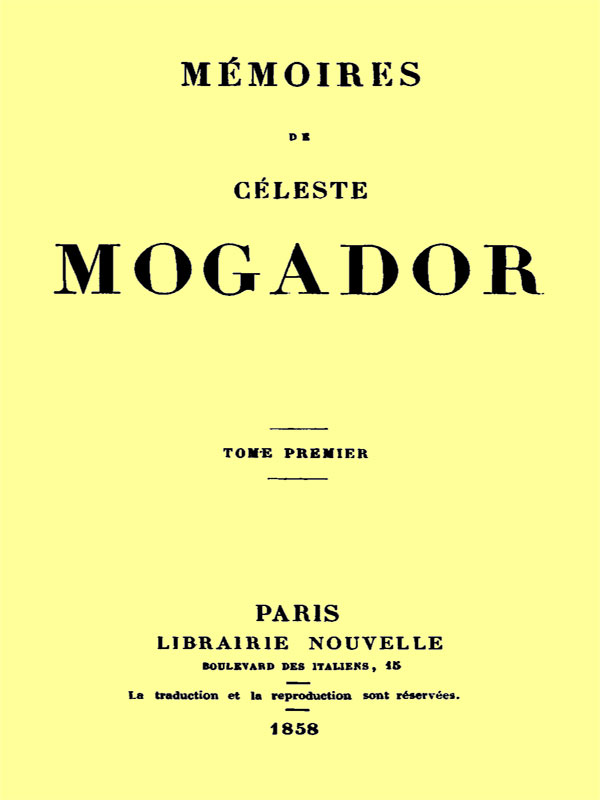 MÉMOIRES
DE
CÉLESTE
MOGADOR
TOME PREMIER
PARIS
LIBRAIRIE NOUVELLE
BOULEVARD DES ITALIENS, 15
La traduction et la reproduction sont réservées.
1858